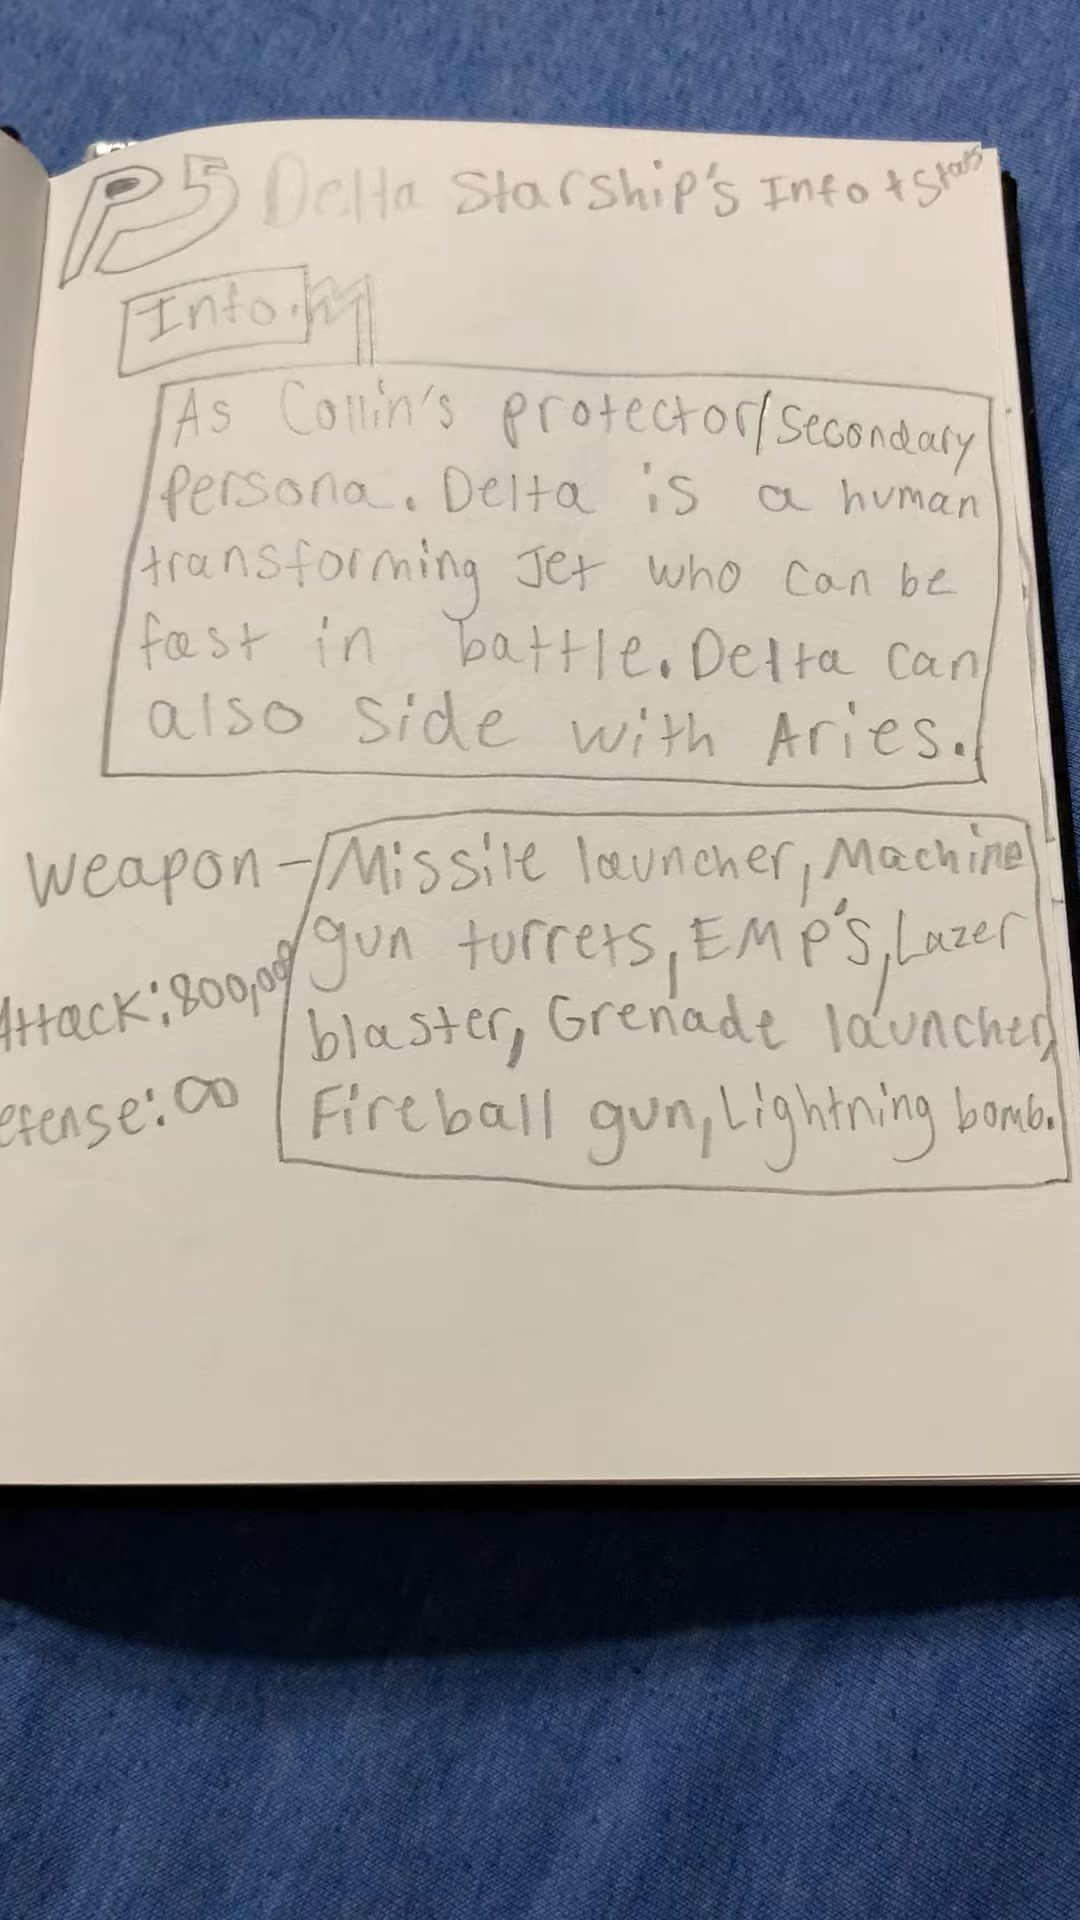 P5 Delta Starship's Info + Stats
Info.
As Collin's protector/Secondary
Persona. Delta is a human
transforming Jet who can be
fast in battle. Delta can
also side with Aries.
Weapon - Missile launcher, Machine
gun turrets, EMP's, Lazer
blaster, Grenade launcher,
Fireball gun, Lightning bomb.
Attack: 800,00
efense: ∞